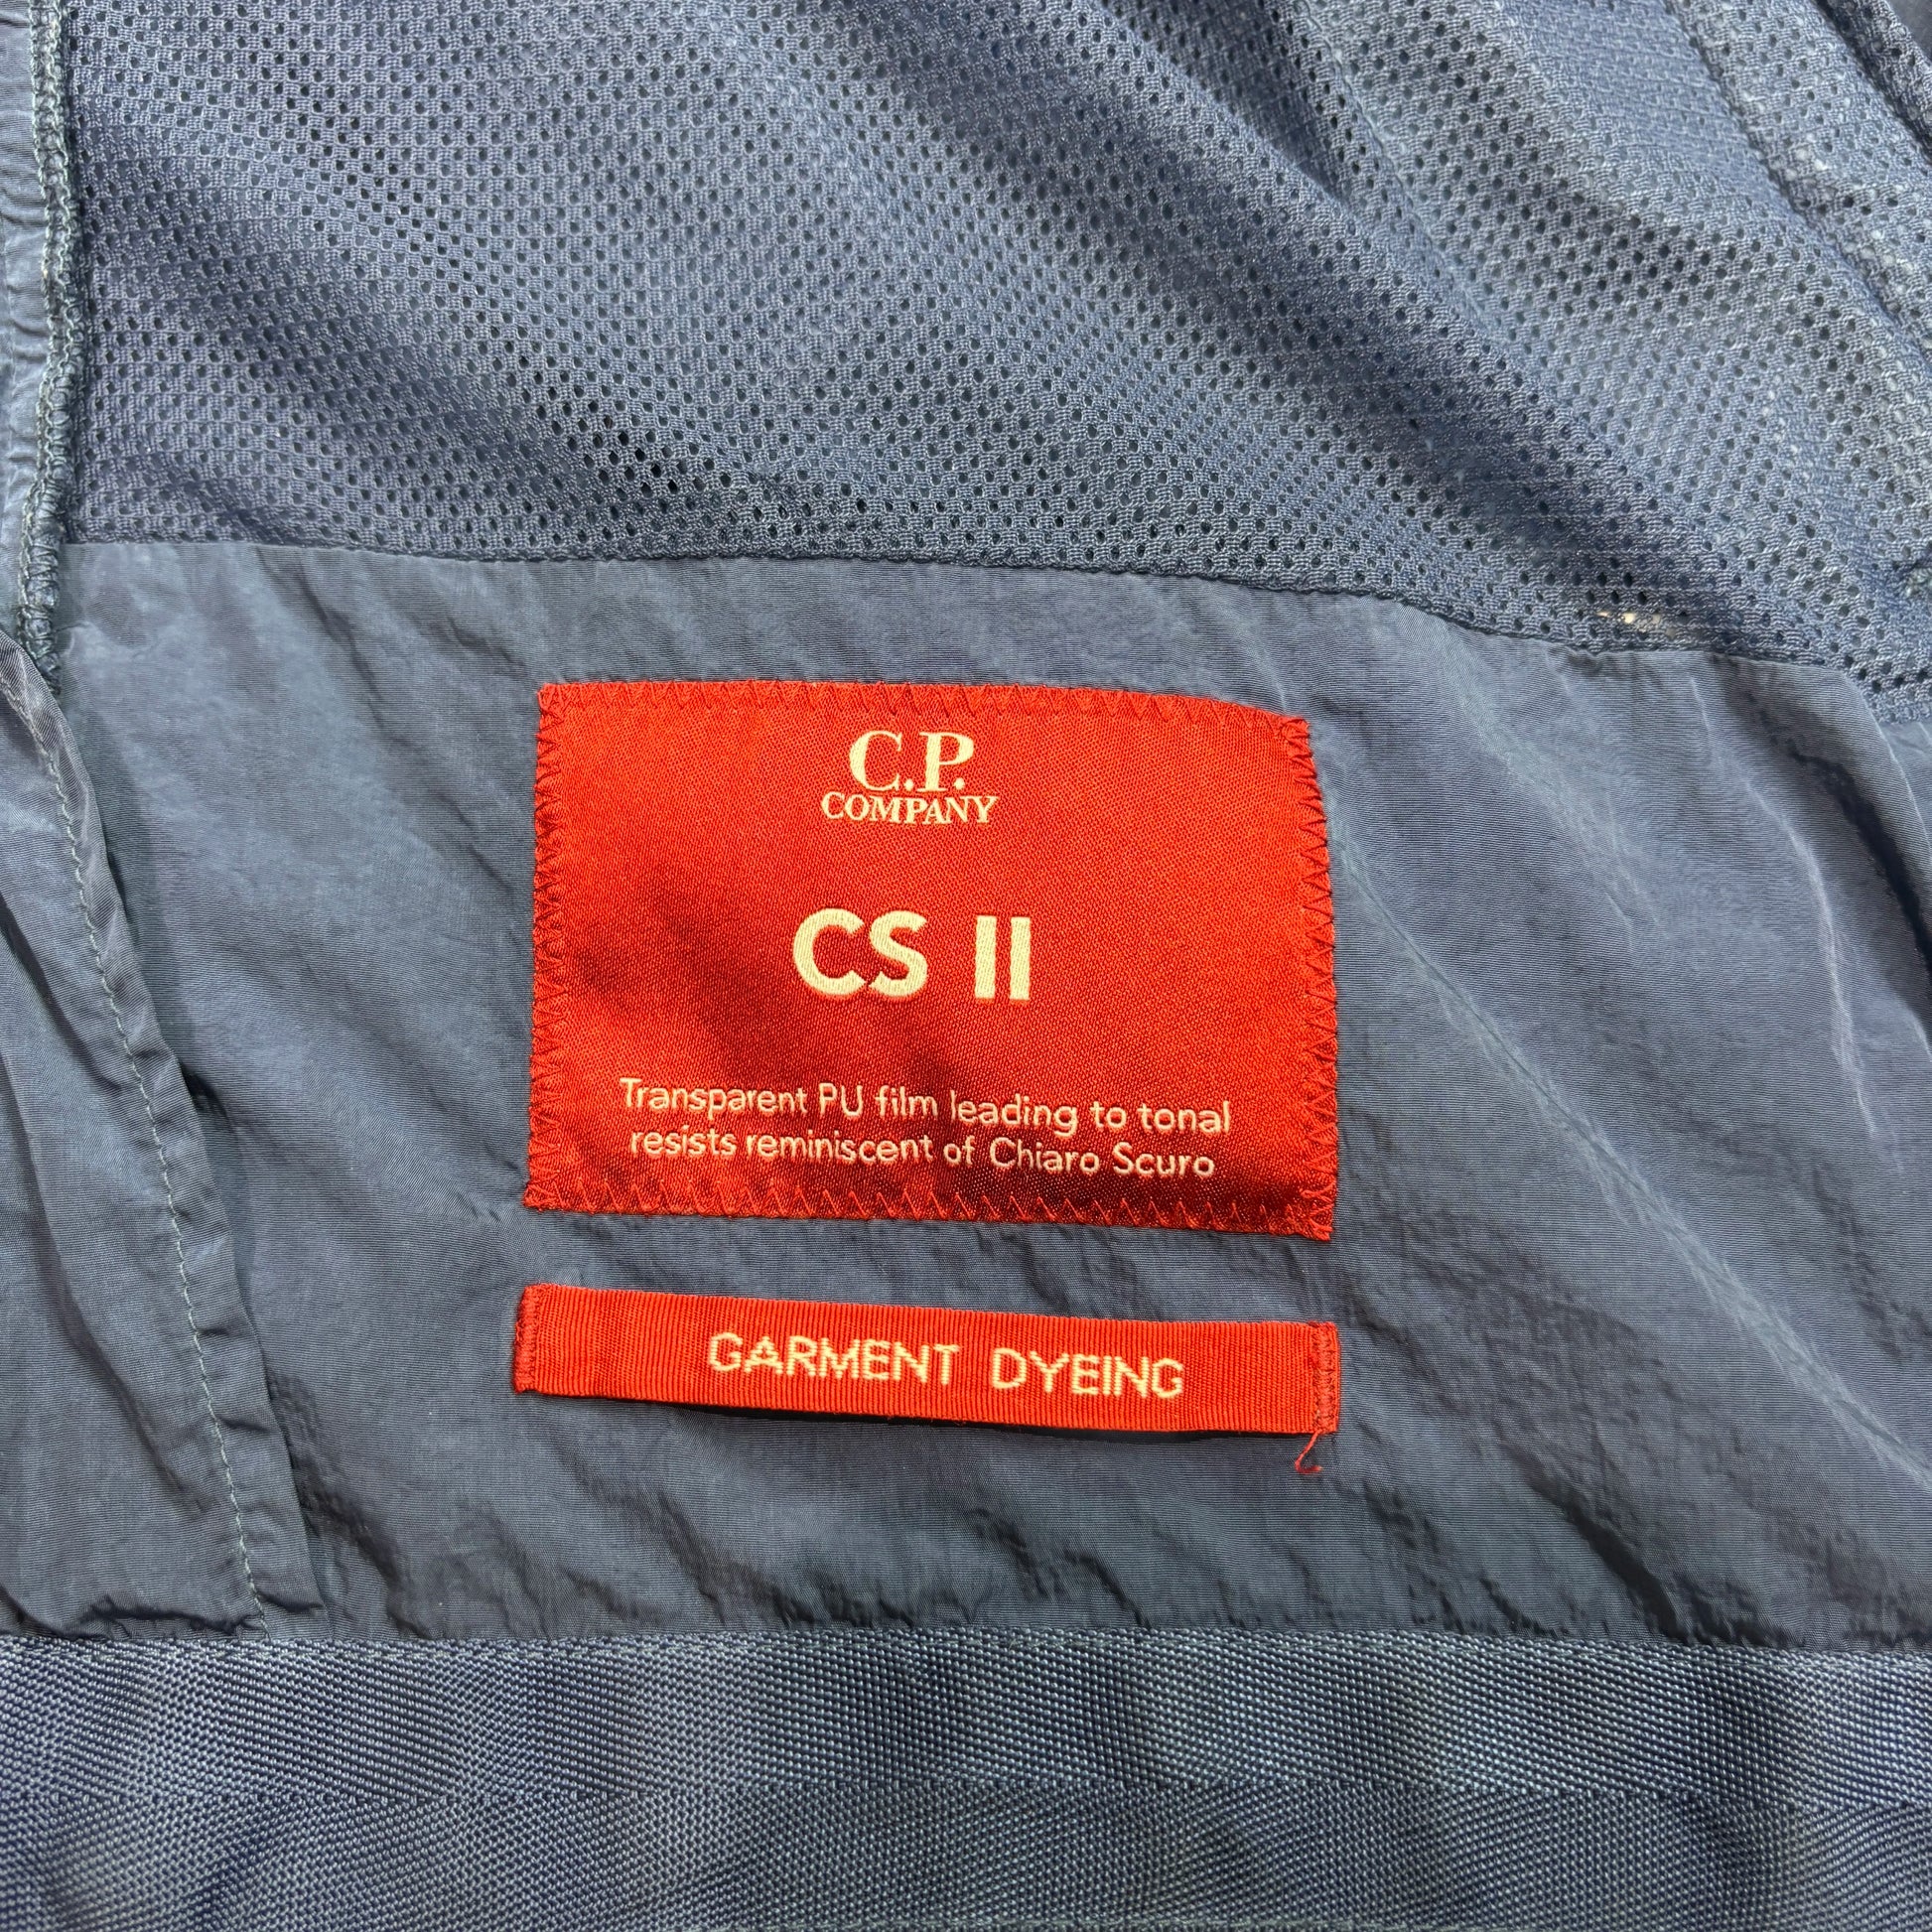 C.P.
COMPANY
CS II
Transparent PU film leading to tonal
resists reminiscent of Chiaro Scuro
GARMENT DYEING